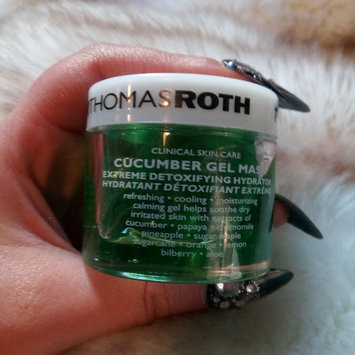 THOMASROTH
CLINICAL SKIN CARE
CUCUMBER GEL MAS
EXTREME DETOXIFYING HYDRATOR
HYDRATANT DÉTOXIFIANT EXTRÊME
refreshing • cooling • moisturizing
calming gel helps soothe dry
irritated skin with extracts of
cucumber • papaya • chamomile
pineapple • sugar maple
sugarcane • orange • lemon
bilberry • aloe